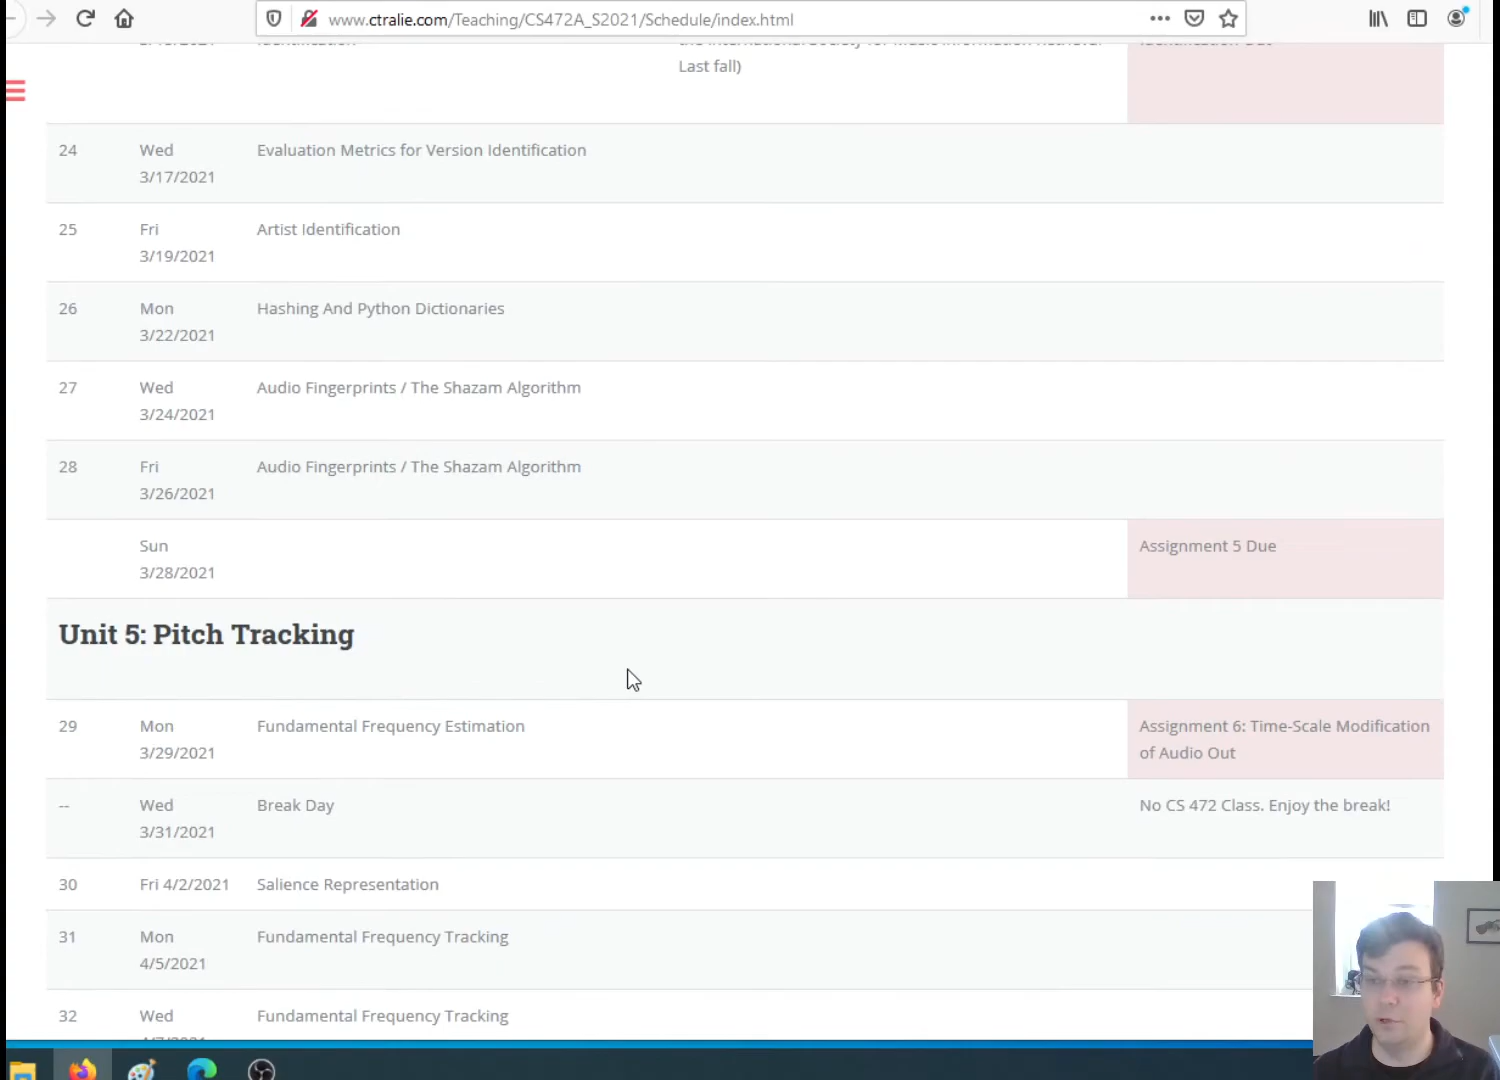 www.ctralie.com/Teaching/CS472A_S2021/Schedule/index.html
Last fall)
24 Wed 3/17/2021 Evaluation Metrics for Version Identification
25 Fri 3/19/2021 Artist Identification
26 Mon 3/22/2021 Hashing And Python Dictionaries
27 Wed 3/24/2021 Audio Fingerprints / The Shazam Algorithm
28 Fri 3/26/2021 Audio Fingerprints / The Shazam Algorithm
Sun 3/28/2021 Assignment 5 Due
Unit 5: Pitch Tracking
29 Mon 3/29/2021 Fundamental Frequency Estimation Assignment 6: Time-Scale Modification
of Audio Out
-- Wed 3/31/2021 Break Day No CS 472 Class. Enjoy the break!
30 Fri 4/2/2021 Salience Representation
31 Mon 4/5/2021 Fundamental Frequency Tracking
32 Wed Fundamental Frequency Tracking